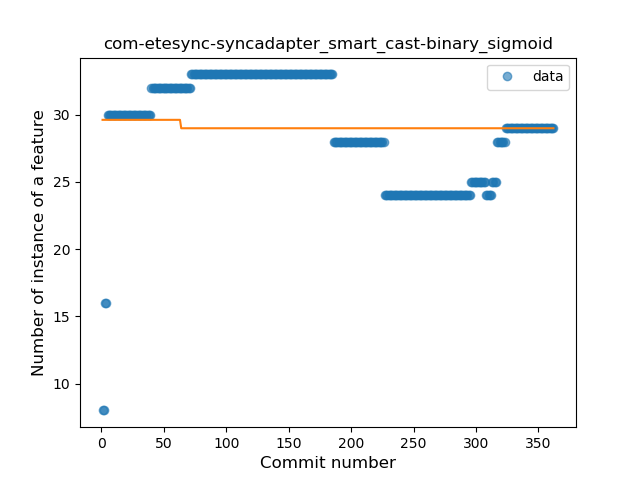 com-etesync-syncadapter_smart_cast-binary_sigmoid
data
Number of instance of a feature
30
25
20
15
10
0 50 100 150 200 250 300 350
Commit number